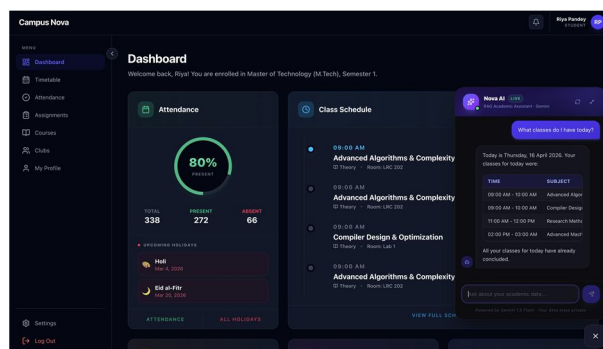 Campus Nova
Riya Pandey
STUDENT
RP
MENU
Dashboard
Timetable
Attendance
Assignments
Courses
Clubs
My Profile
Settings
Log Out
Dashboard
Welcome back, Riya! You are enrolled in Master of Technology (M.Tech), Semester 1.
Attendance
80%
PRESENT
TOTAL PRESENT ABSENT
338 272 66
UPCOMING HOLIDAYS
Holi
Mar 4, 2026
Eid al-Fitr
Mar 20, 2026
ATTENDANCE ALL HOLIDAYS
Class Schedule
09:00 AM
Advanced Algorithms & Complexity
Theory • Room: LRC 202
09:00 AM
Advanced Algorithms & Complexity
Theory • Room: LRC 202
09:00 AM
Compiler Design & Optimization
Theory • Room: Lab 1
09:00 AM
Advanced Algorithms & Complexity
Theory • Room: LRC 202
VIEW FULL SCH
Nova AI LIVE
Academic Assistant · Gemini
What classes do I have today?
Today is Thursday, 16 April 2026. Your
classes for today were:
TIME SUBJECT
09:00 AM - 10:00 AM Advanced Algor
09:00 AM - 10:00 AM Compiler Desig
11:00 AM - 12:00 PM Research Metho
02:00 PM - 03:00 AM Advanced Mach
All your classes for today have already
concluded.
Ask about your academic data...
Powered by Gemini